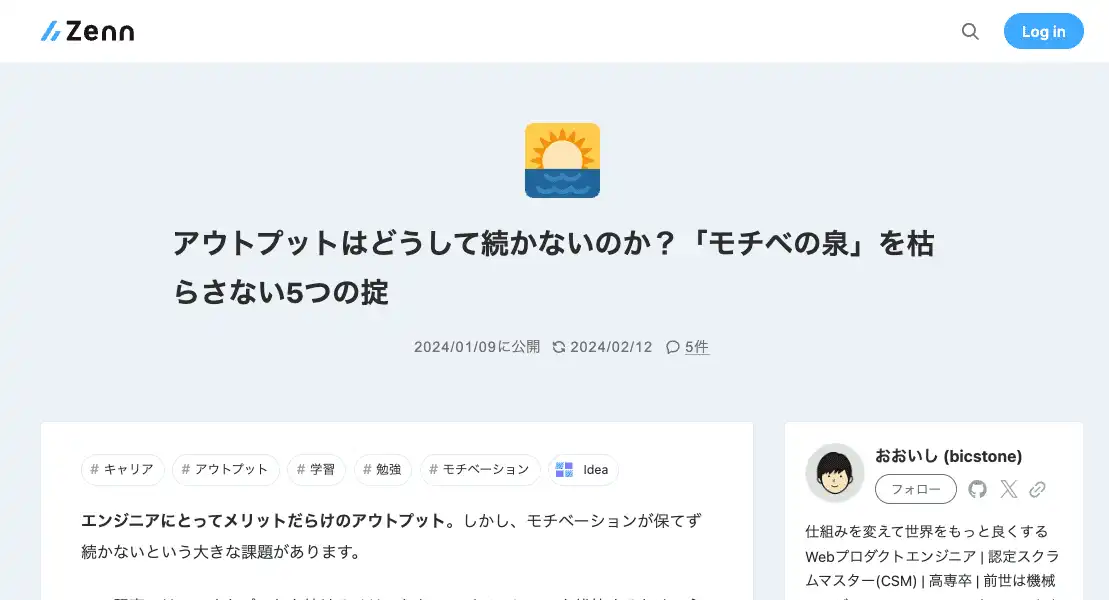 Zenn
Log in
アウトプットはどうして続かないのか？「モチベの泉」を枯
らさない5つの掟
2024/01/09に公開 2024/02/12 5件
# キャリア # アウトプット # 学習 # 勉強 # モチベーション Idea
エンジニアにとってメリットだらけのアウトプット。しかし、モチベーションが保てず
続かないという大きな課題があります。
おおいし (bicstone)
フォロー
仕組みを変えて世界をもっと良くする
Webプロダクトエンジニア | 認定スクラ
ムマスター(CSM) | 高専卒 | 前世は機械